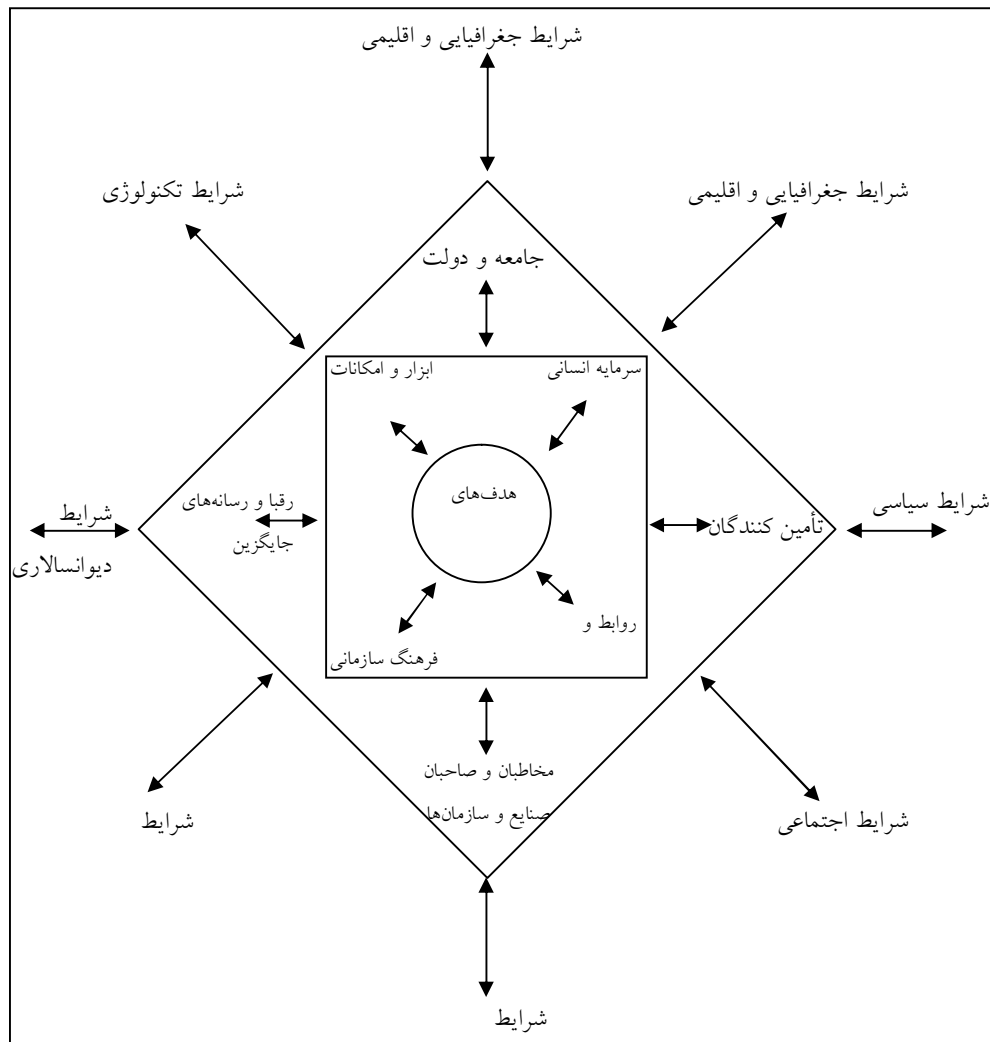 شرایط جغرافیایی و اقلیمی
شرایط جغرافیایی و اقلیمی
شرایط تکنولوژی
جامعه و دولت
سرمایه انسانی
ابزار و امکانات
هدف‌های
شرایط سیاسی
تأمین کنندگان
رقبا و رسانه‌های
جایگزین
شرایط
دیوانسالاری
روابط و
فرهنگ سازمانی
مخاطبان و صاحبان
صنایع و سازمان‌ها
شرایط اجتماعی
شرایط
شرایط